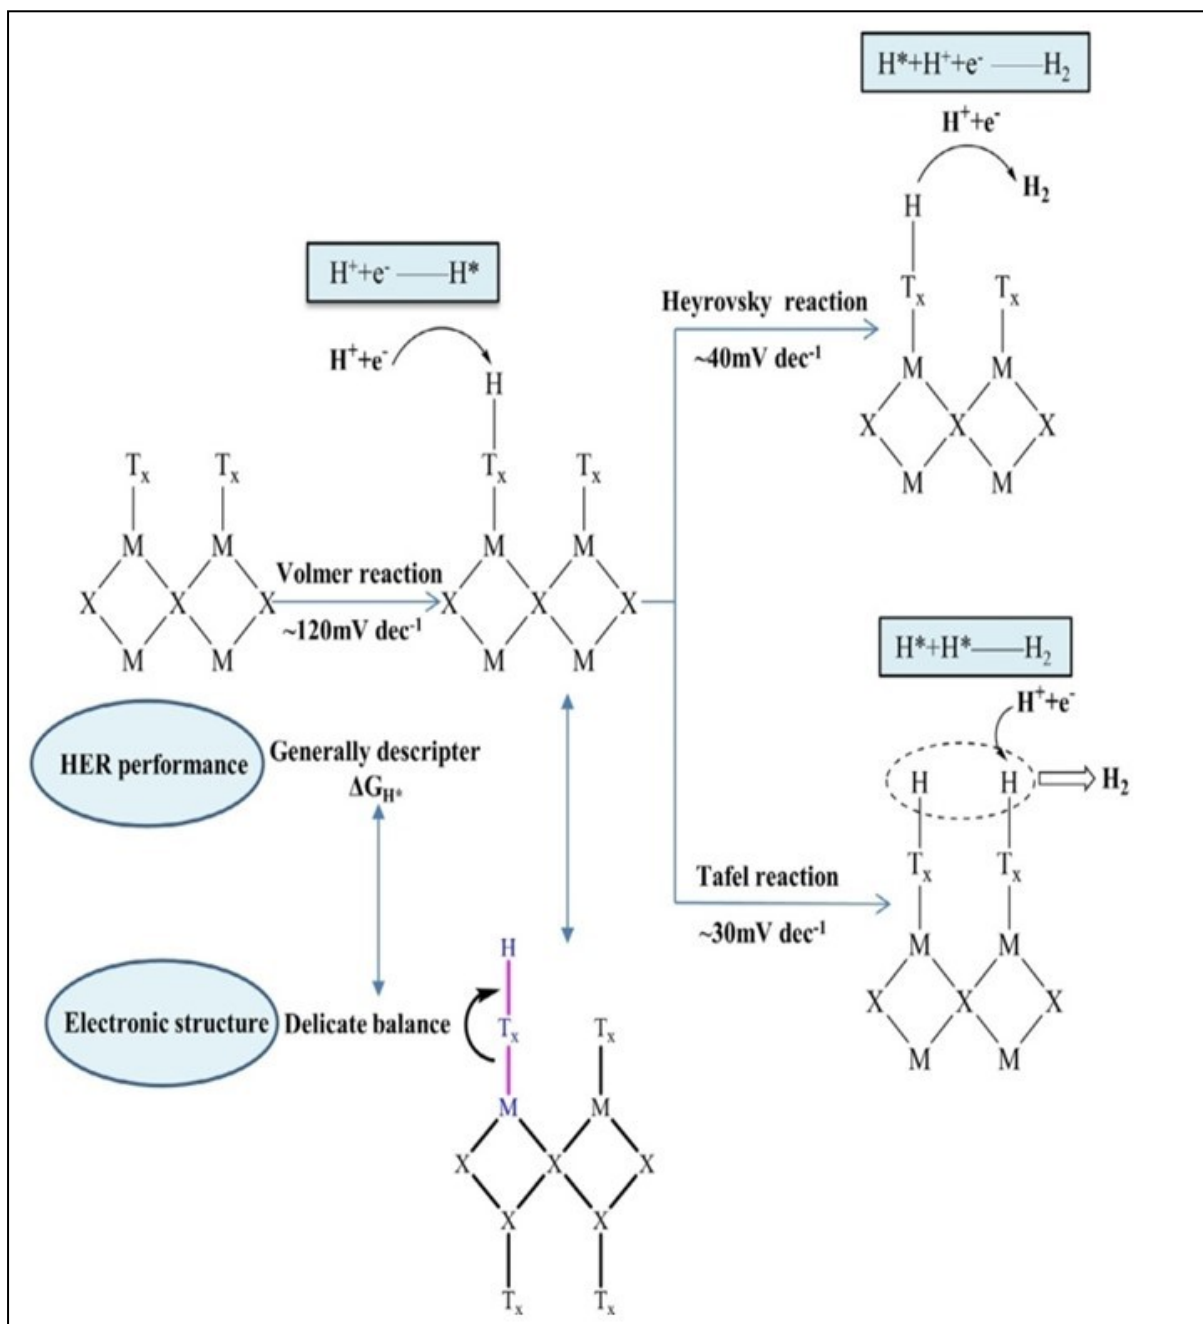 H*+H⁺+e⁻ ——H₂
H⁺+e⁻
H₂
H
Tₓ Tₓ
M M
X X X
M M
H⁺+e⁻ ——H*
H⁺+e⁻
H
Tₓ Tₓ
M M
X X X
M M
Heyrovsky reaction
~40mV dec⁻¹
Tₓ Tₓ
M M
X X X
M M
Volmer reaction
~120mV dec⁻¹
H*+H*——H₂
H⁺+e⁻
H H
H₂
Tₓ Tₓ
M M
X X X
M M
Tafel reaction
~30mV dec⁻¹
HER performance
Generally descripter
ΔG_H*
Electronic structure
Delicate balance
H
Tₓ Tₓ
M M
X X X
X X
Tₓ Tₓ